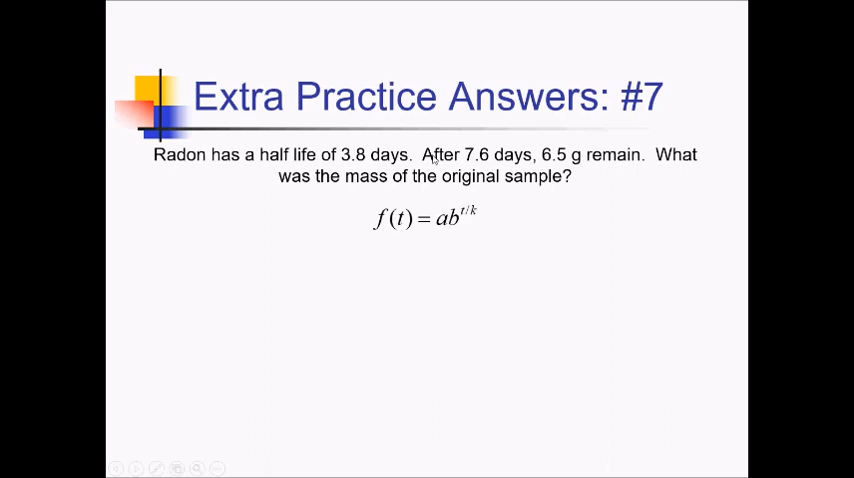 Extra Practice Answers: #7
Radon has a half life of 3.8 days.  After 7.6 days, 6.5 g remain.  What
was the mass of the original sample?
f(t) = ab^{t/k}